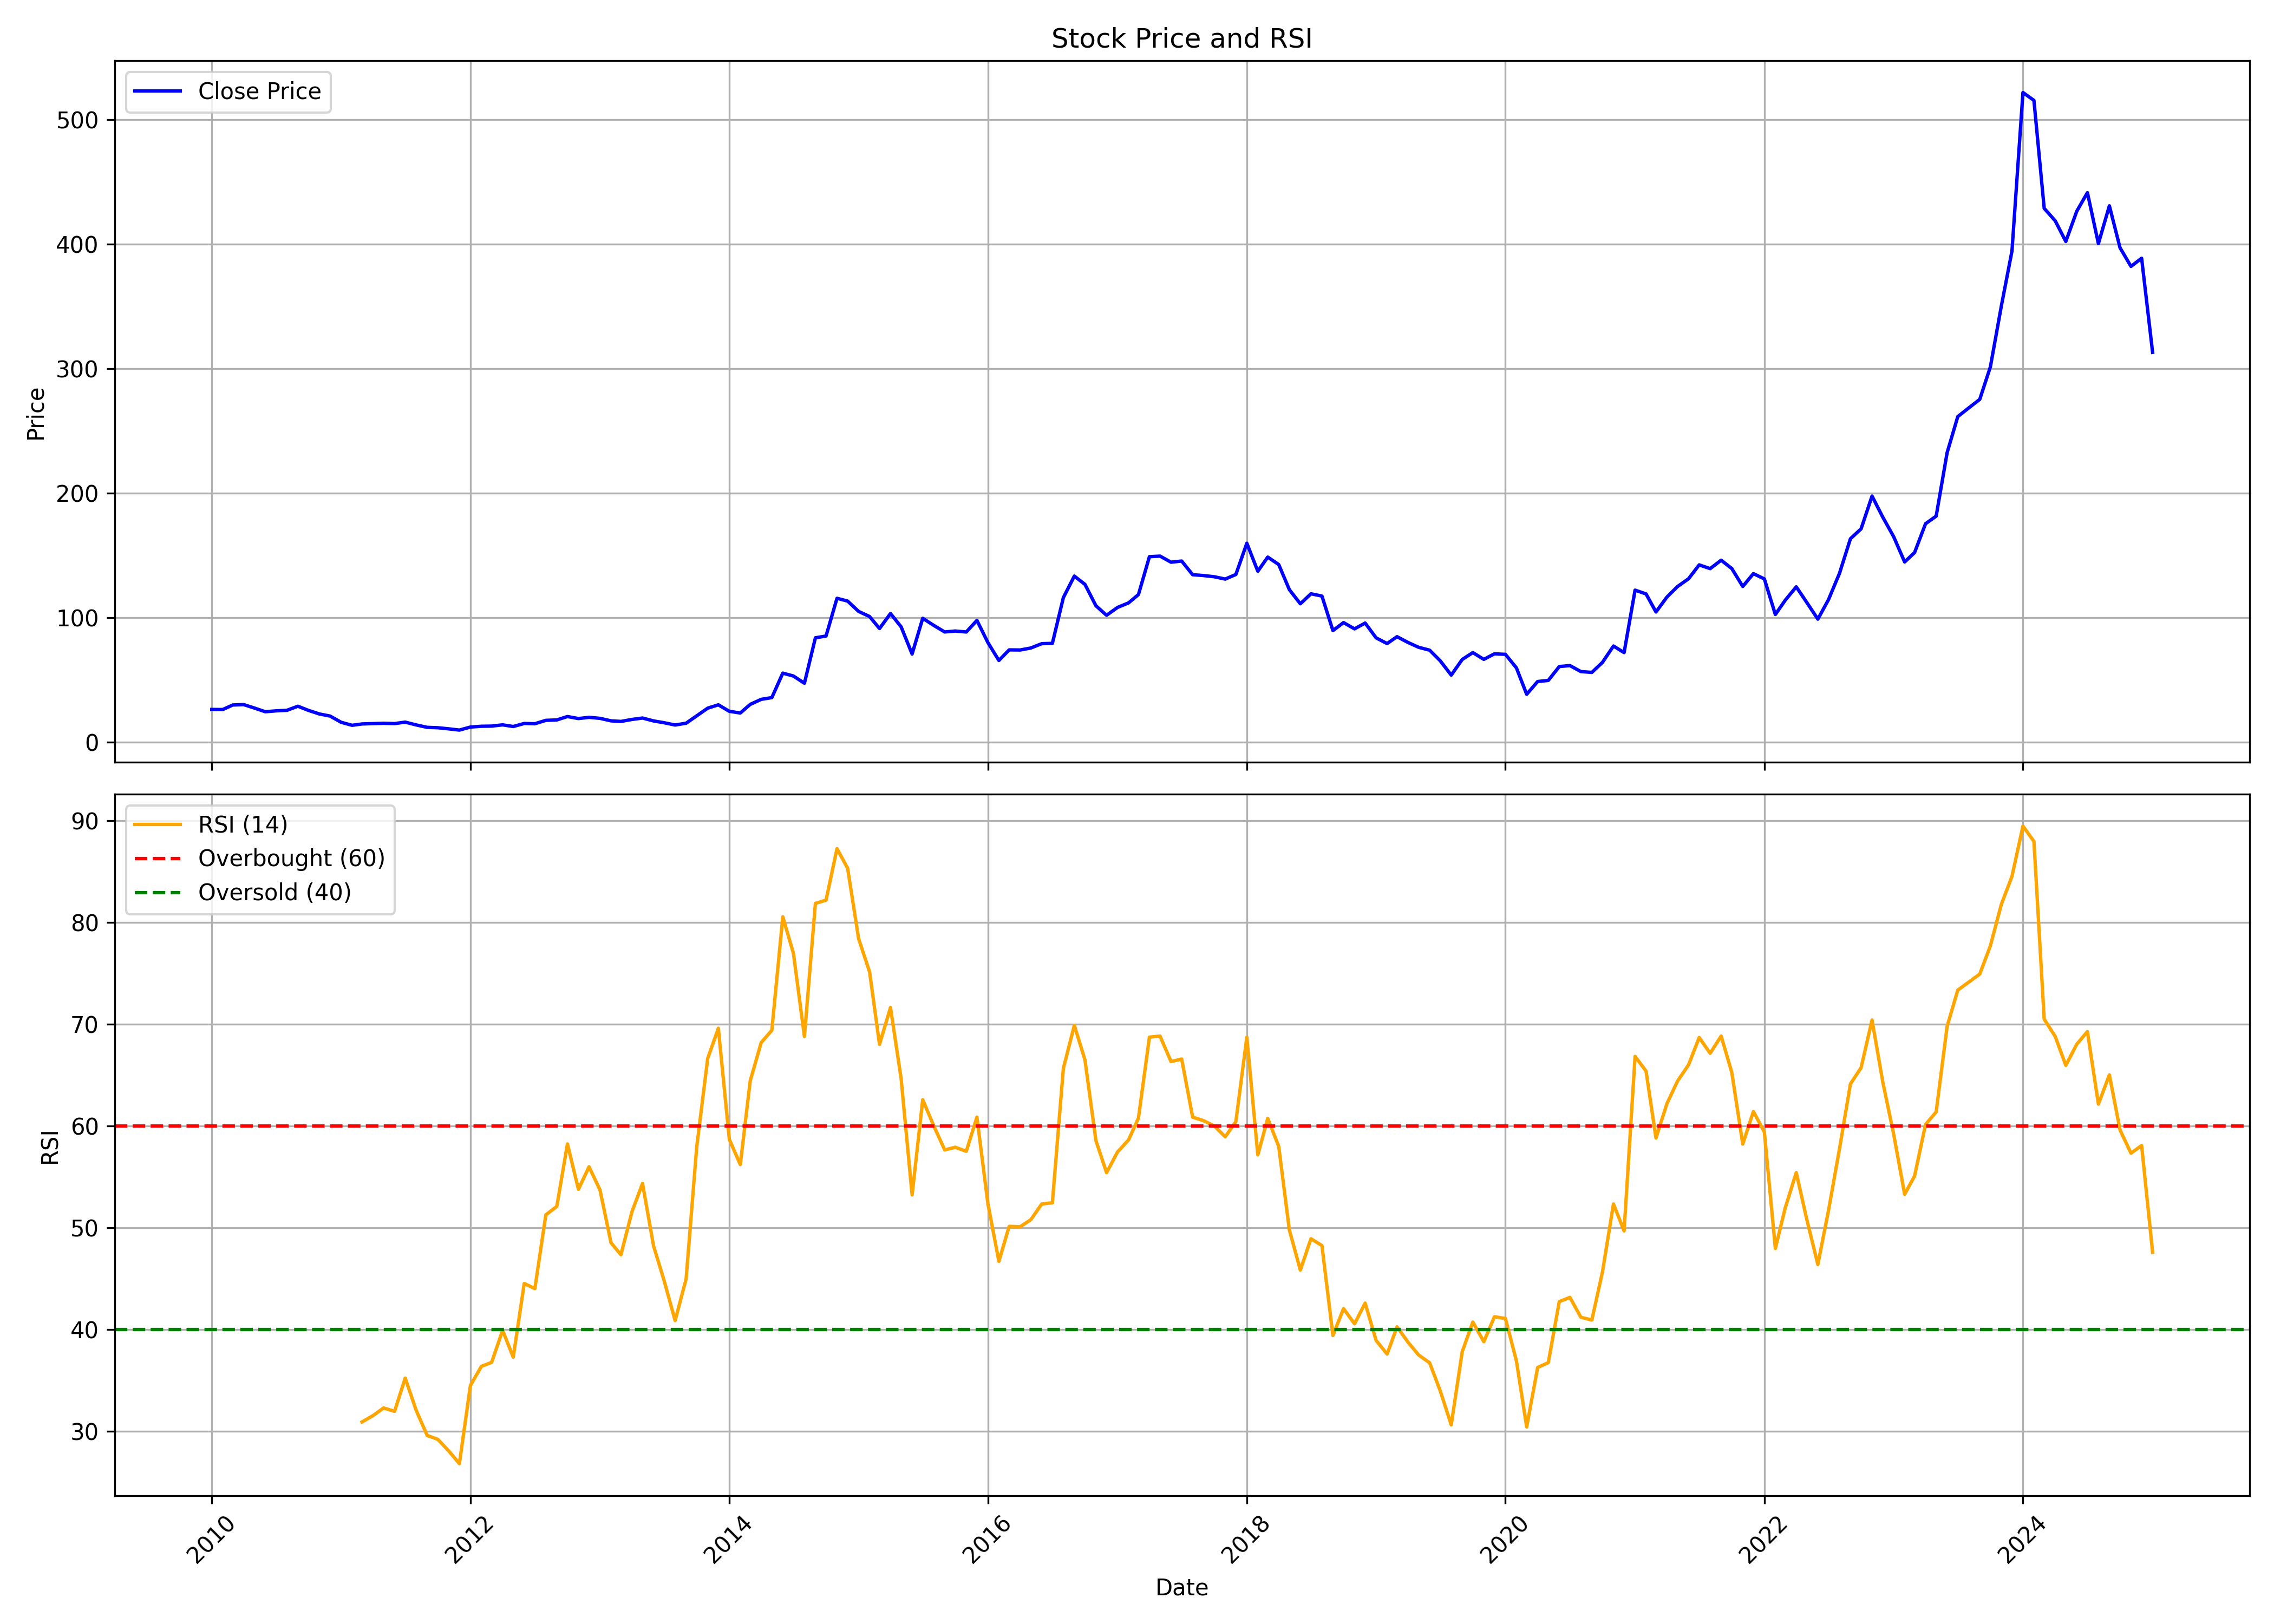 Stock Price and RSI
Close Price
500
400
300
200
100
0
Price
RSI (14)
Overbought (60)
Oversold (40)
90
80
70
60
50
40
30
RSI
2010
2012
2014
2016
2018
2020
2022
2024
Date